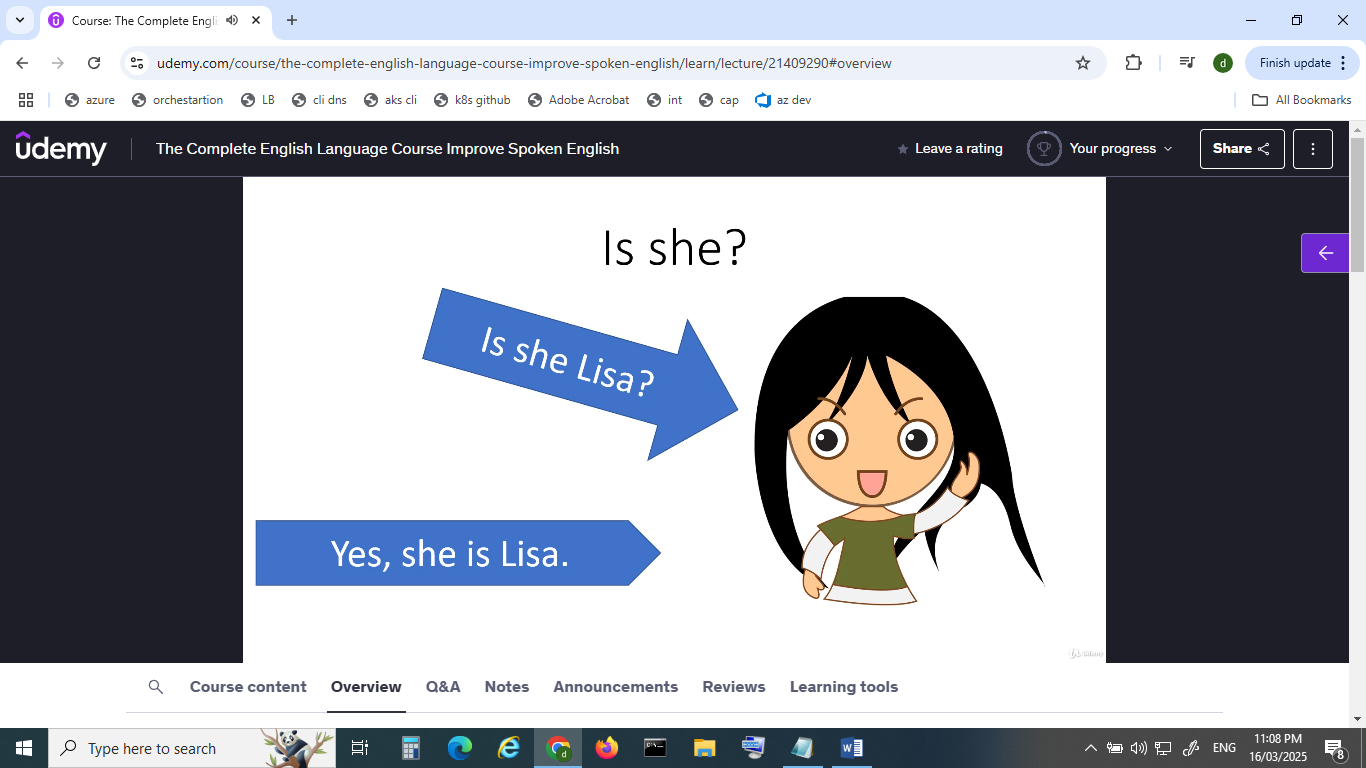 Course: The Complete Engli
udemy.com/course/the-complete-english-language-course-improve-spoken-english/learn/lecture/21409290#overview
d
Finish update
azure
orchestartion
LB
cli dns
aks cli
k8s github
Adobe Acrobat
int
cap
az dev
All Bookmarks
udemy
The Complete English Language Course Improve Spoken English
Leave a rating
Your progress
Share
Is she?
Is she Lisa?
Yes, she is Lisa.
Udemy
Course content
Overview
Q&A
Notes
Announcements
Reviews
Learning tools
Type here to search
ENG
11:08 PM
16/03/2025
8